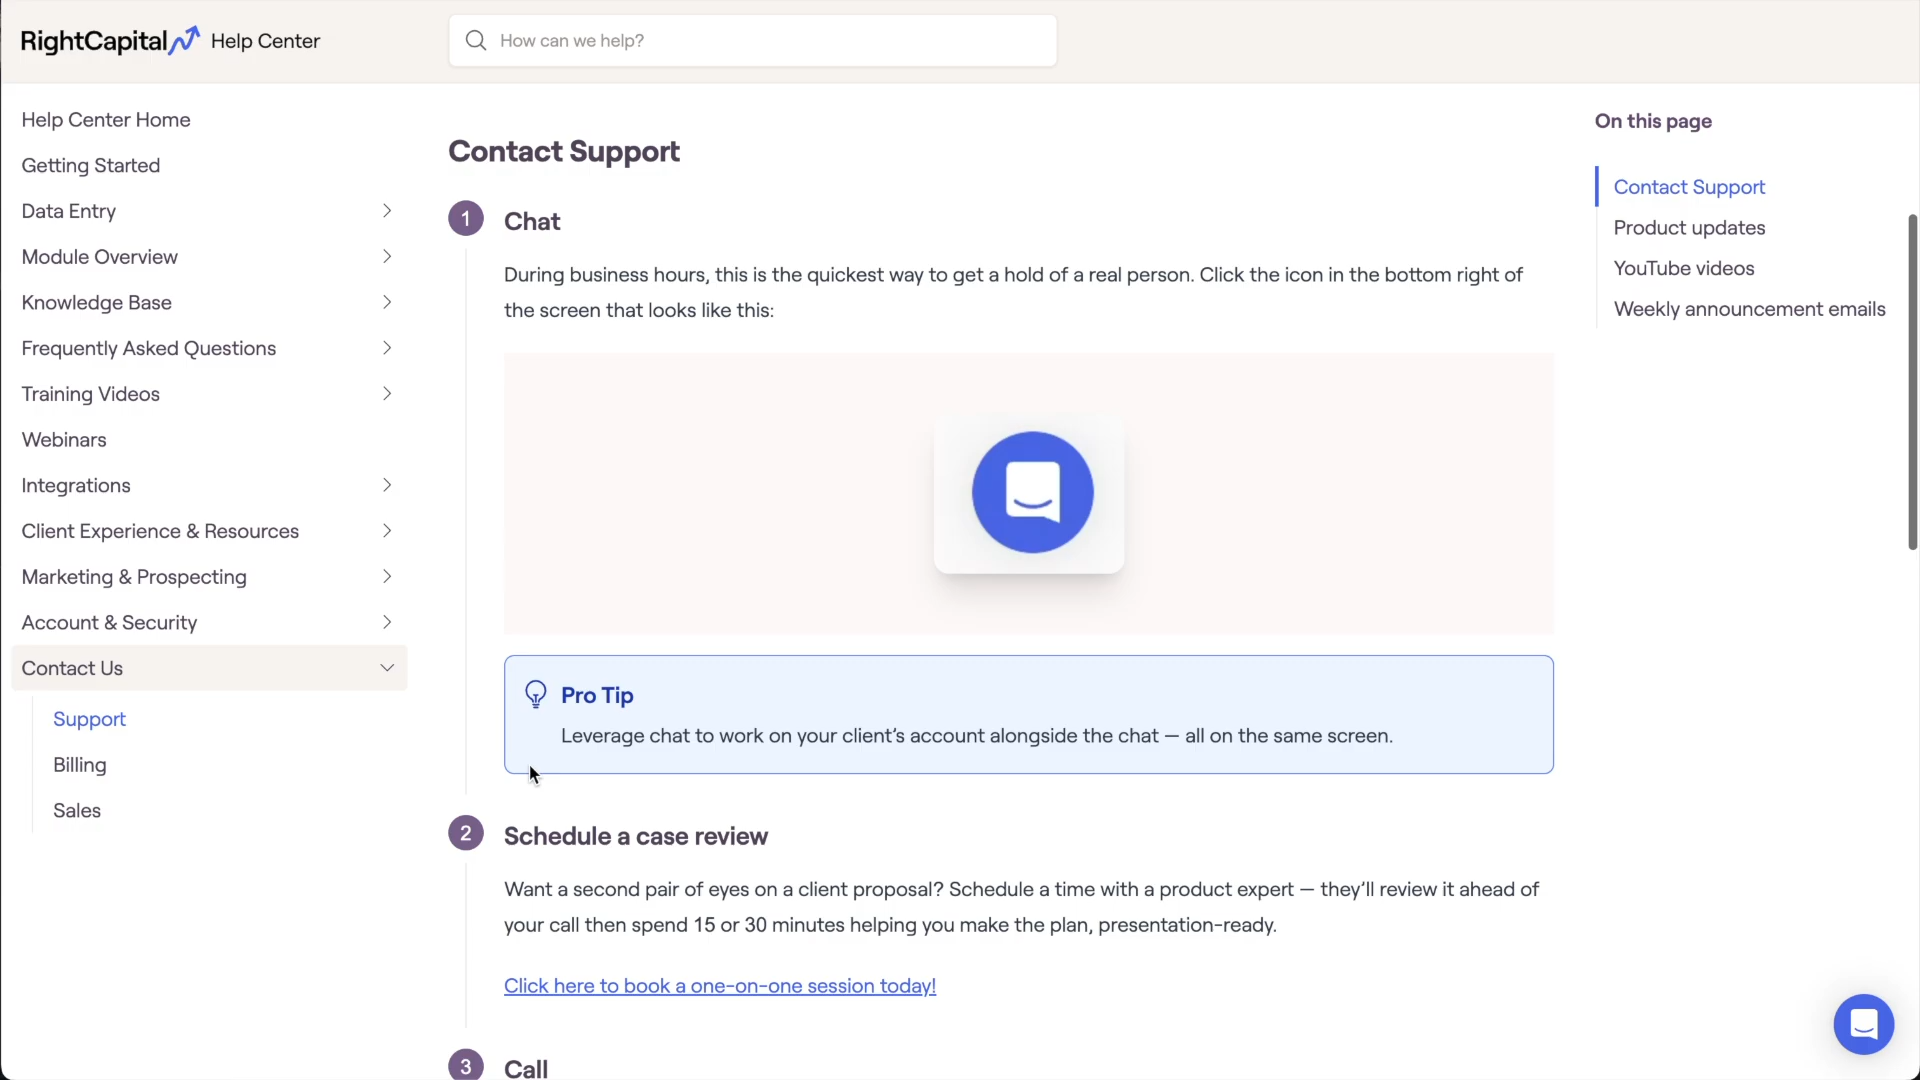 RightCapital Help Center
How can we help?
Help Center Home
Getting Started
Data Entry
Module Overview
Knowledge Base
Frequently Asked Questions
Training Videos
Webinars
Integrations
Client Experience & Resources
Marketing & Prospecting
Account & Security
Contact Us
Support
Billing
Sales
Contact Support
1 Chat
During business hours, this is the quickest way to get a hold of a real person. Click the icon in the bottom right of
the screen that looks like this:
Pro Tip
Leverage chat to work on your client’s account alongside the chat — all on the same screen.
2 Schedule a case review
Want a second pair of eyes on a client proposal? Schedule a time with a product expert — they’ll review it ahead of
your call then spend 15 or 30 minutes helping you make the plan, presentation-ready.
Click here to book a one-on-one session today!
3 Call
On this page
Contact Support
Product updates
YouTube videos
Weekly announcement emails